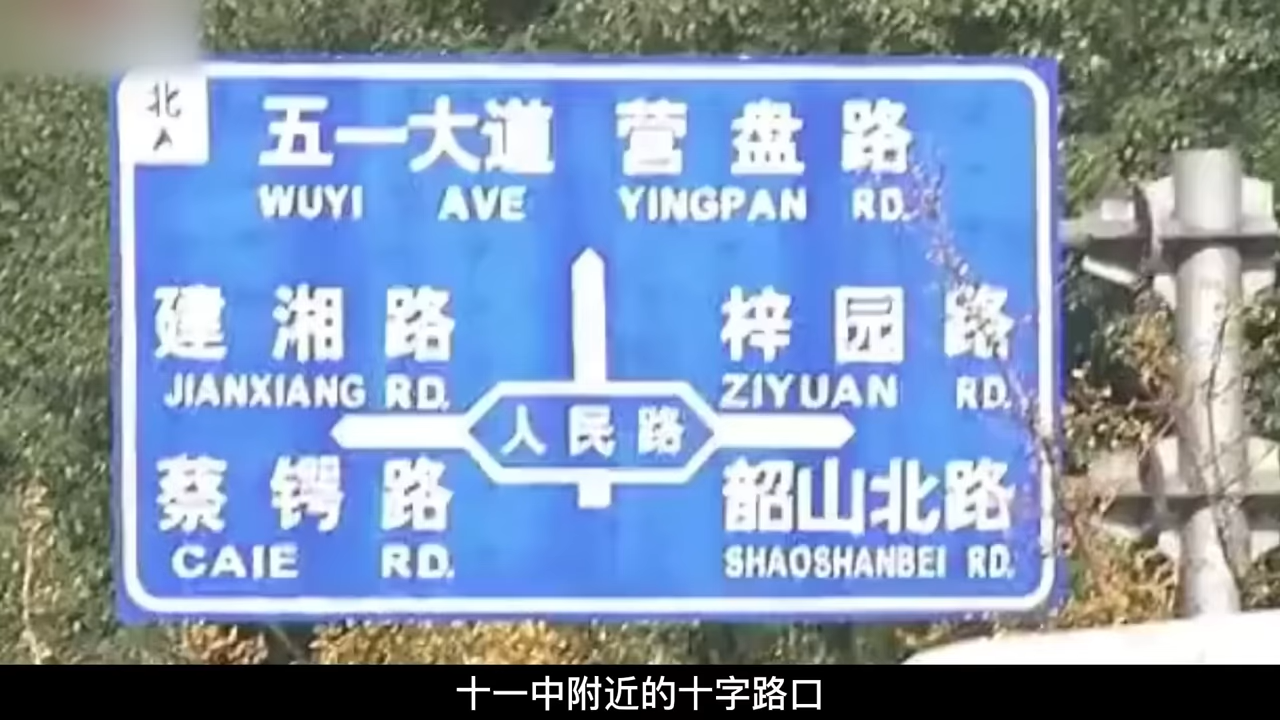 北
五一大道 营盘路
WUYI AVE YINGPAN RD.
建湘路 梓园路
JIANXIANG RD. ZIYUAN RD.
人民路
蔡锷路 韶山北路
CAIE RD. SHAOSHANBEI RD.
十一中附近的十字路口